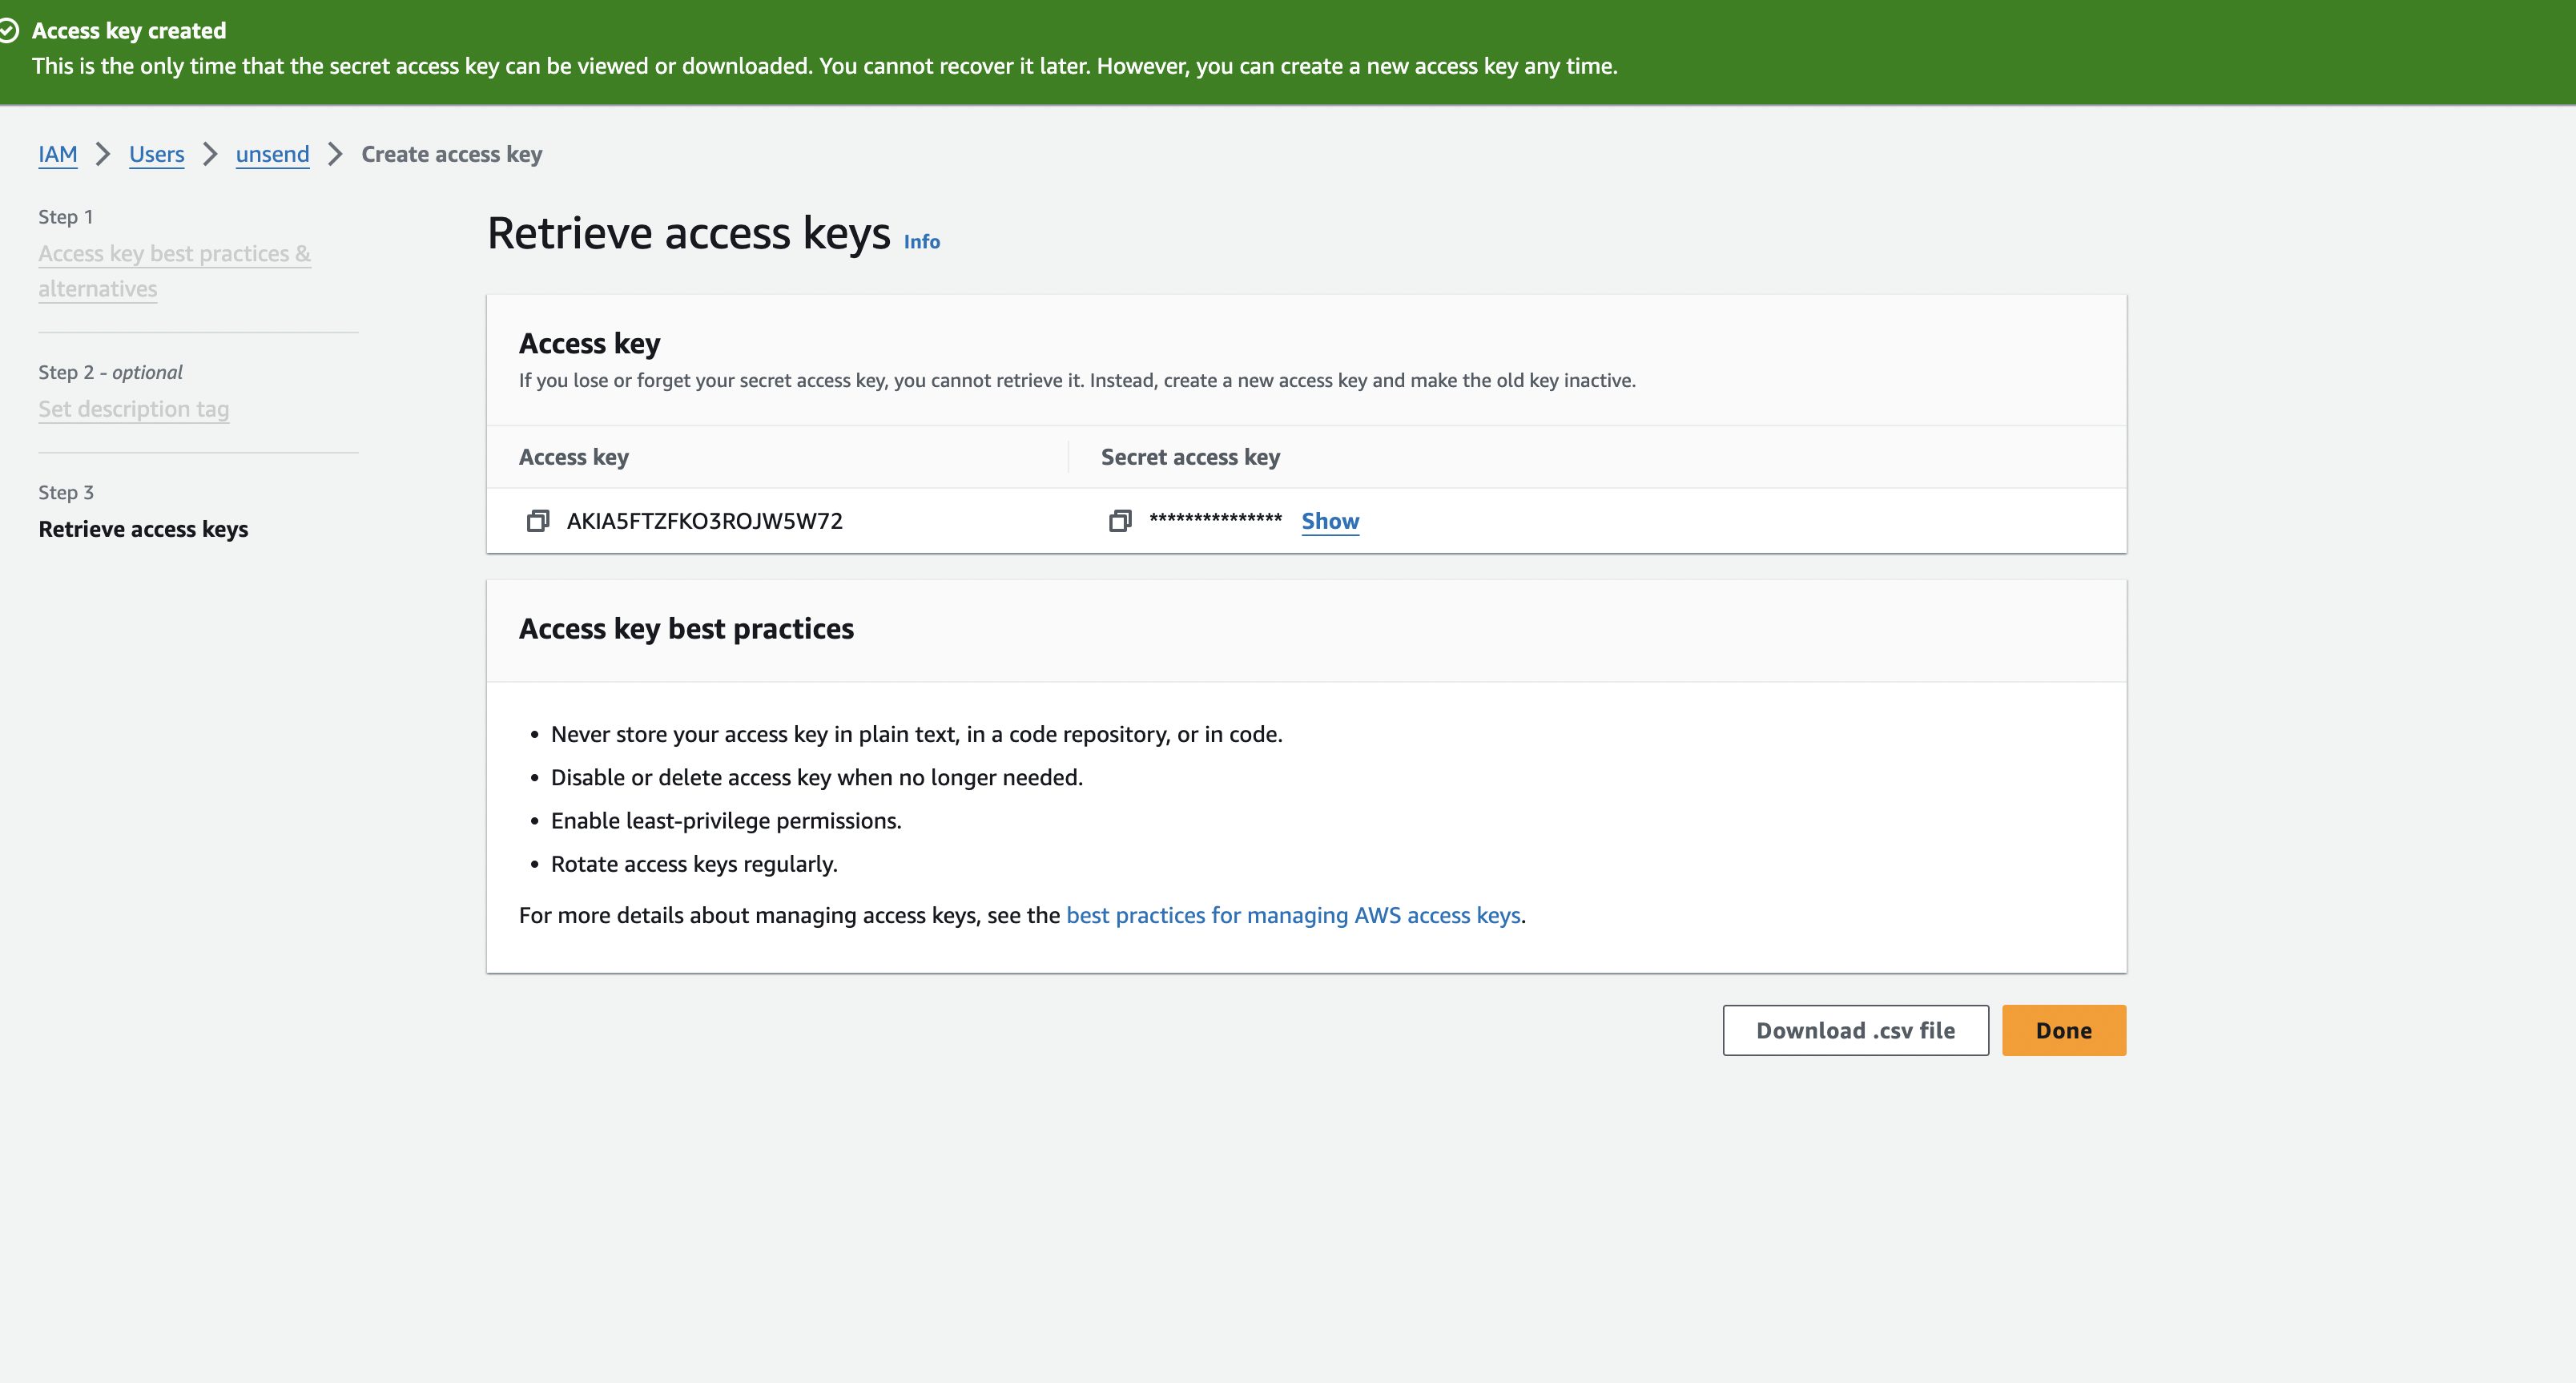 Access key created
This is the only time that the secret access key can be viewed or downloaded. You cannot recover it later. However, you can create a new access key any time.
IAM > Users > unsend > Create access key
Step 1
Access key best practices &
alternatives
Step 2 - optional
Set description tag
Step 3
Retrieve access keys
Retrieve access keys Info
Access key
If you lose or forget your secret access key, you cannot retrieve it. Instead, create a new access key and make the old key inactive.
Access key Secret access key
AKIA5FTZFKO3ROJW5W72 *************** Show
Access key best practices
• Never store your access key in plain text, in a code repository, or in code.
• Disable or delete access key when no longer needed.
• Enable least-privilege permissions.
• Rotate access keys regularly.
For more details about managing access keys, see the best practices for managing AWS access keys.
Download .csv file Done